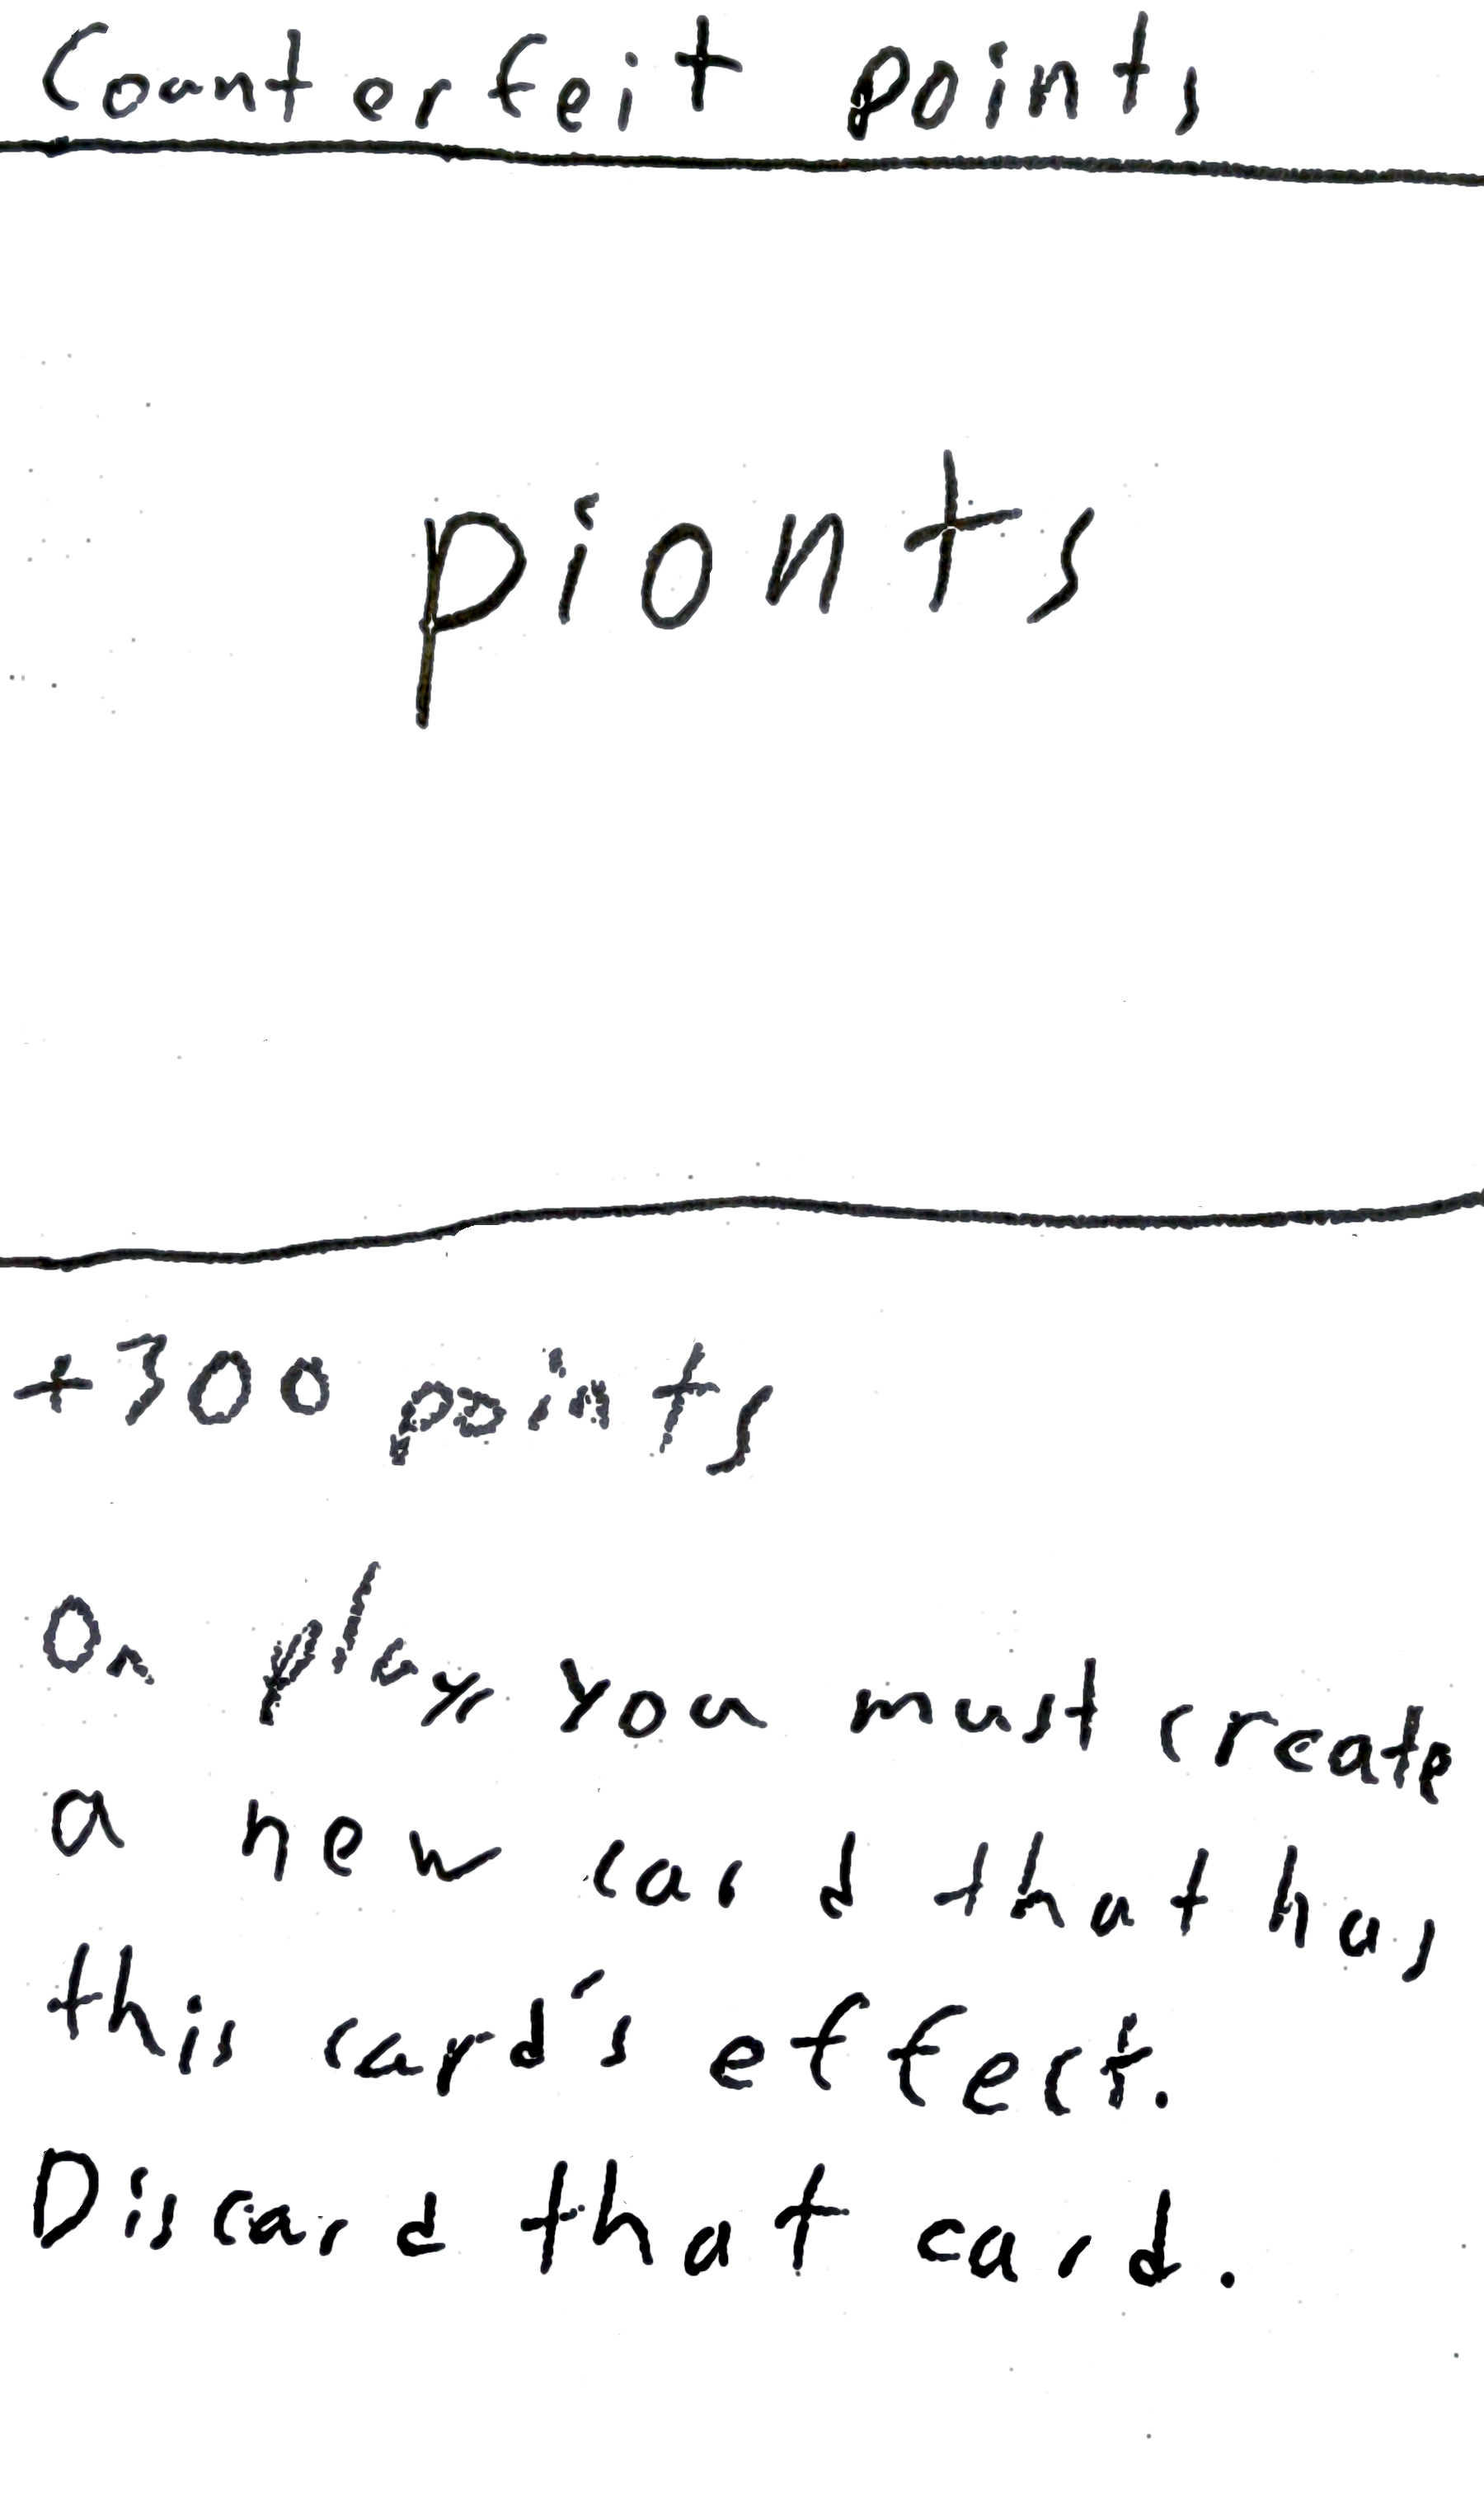 Counterfeit points
pionts
+300 points
On play, you must create
a new card that has
this card's effect.
Discard that card.